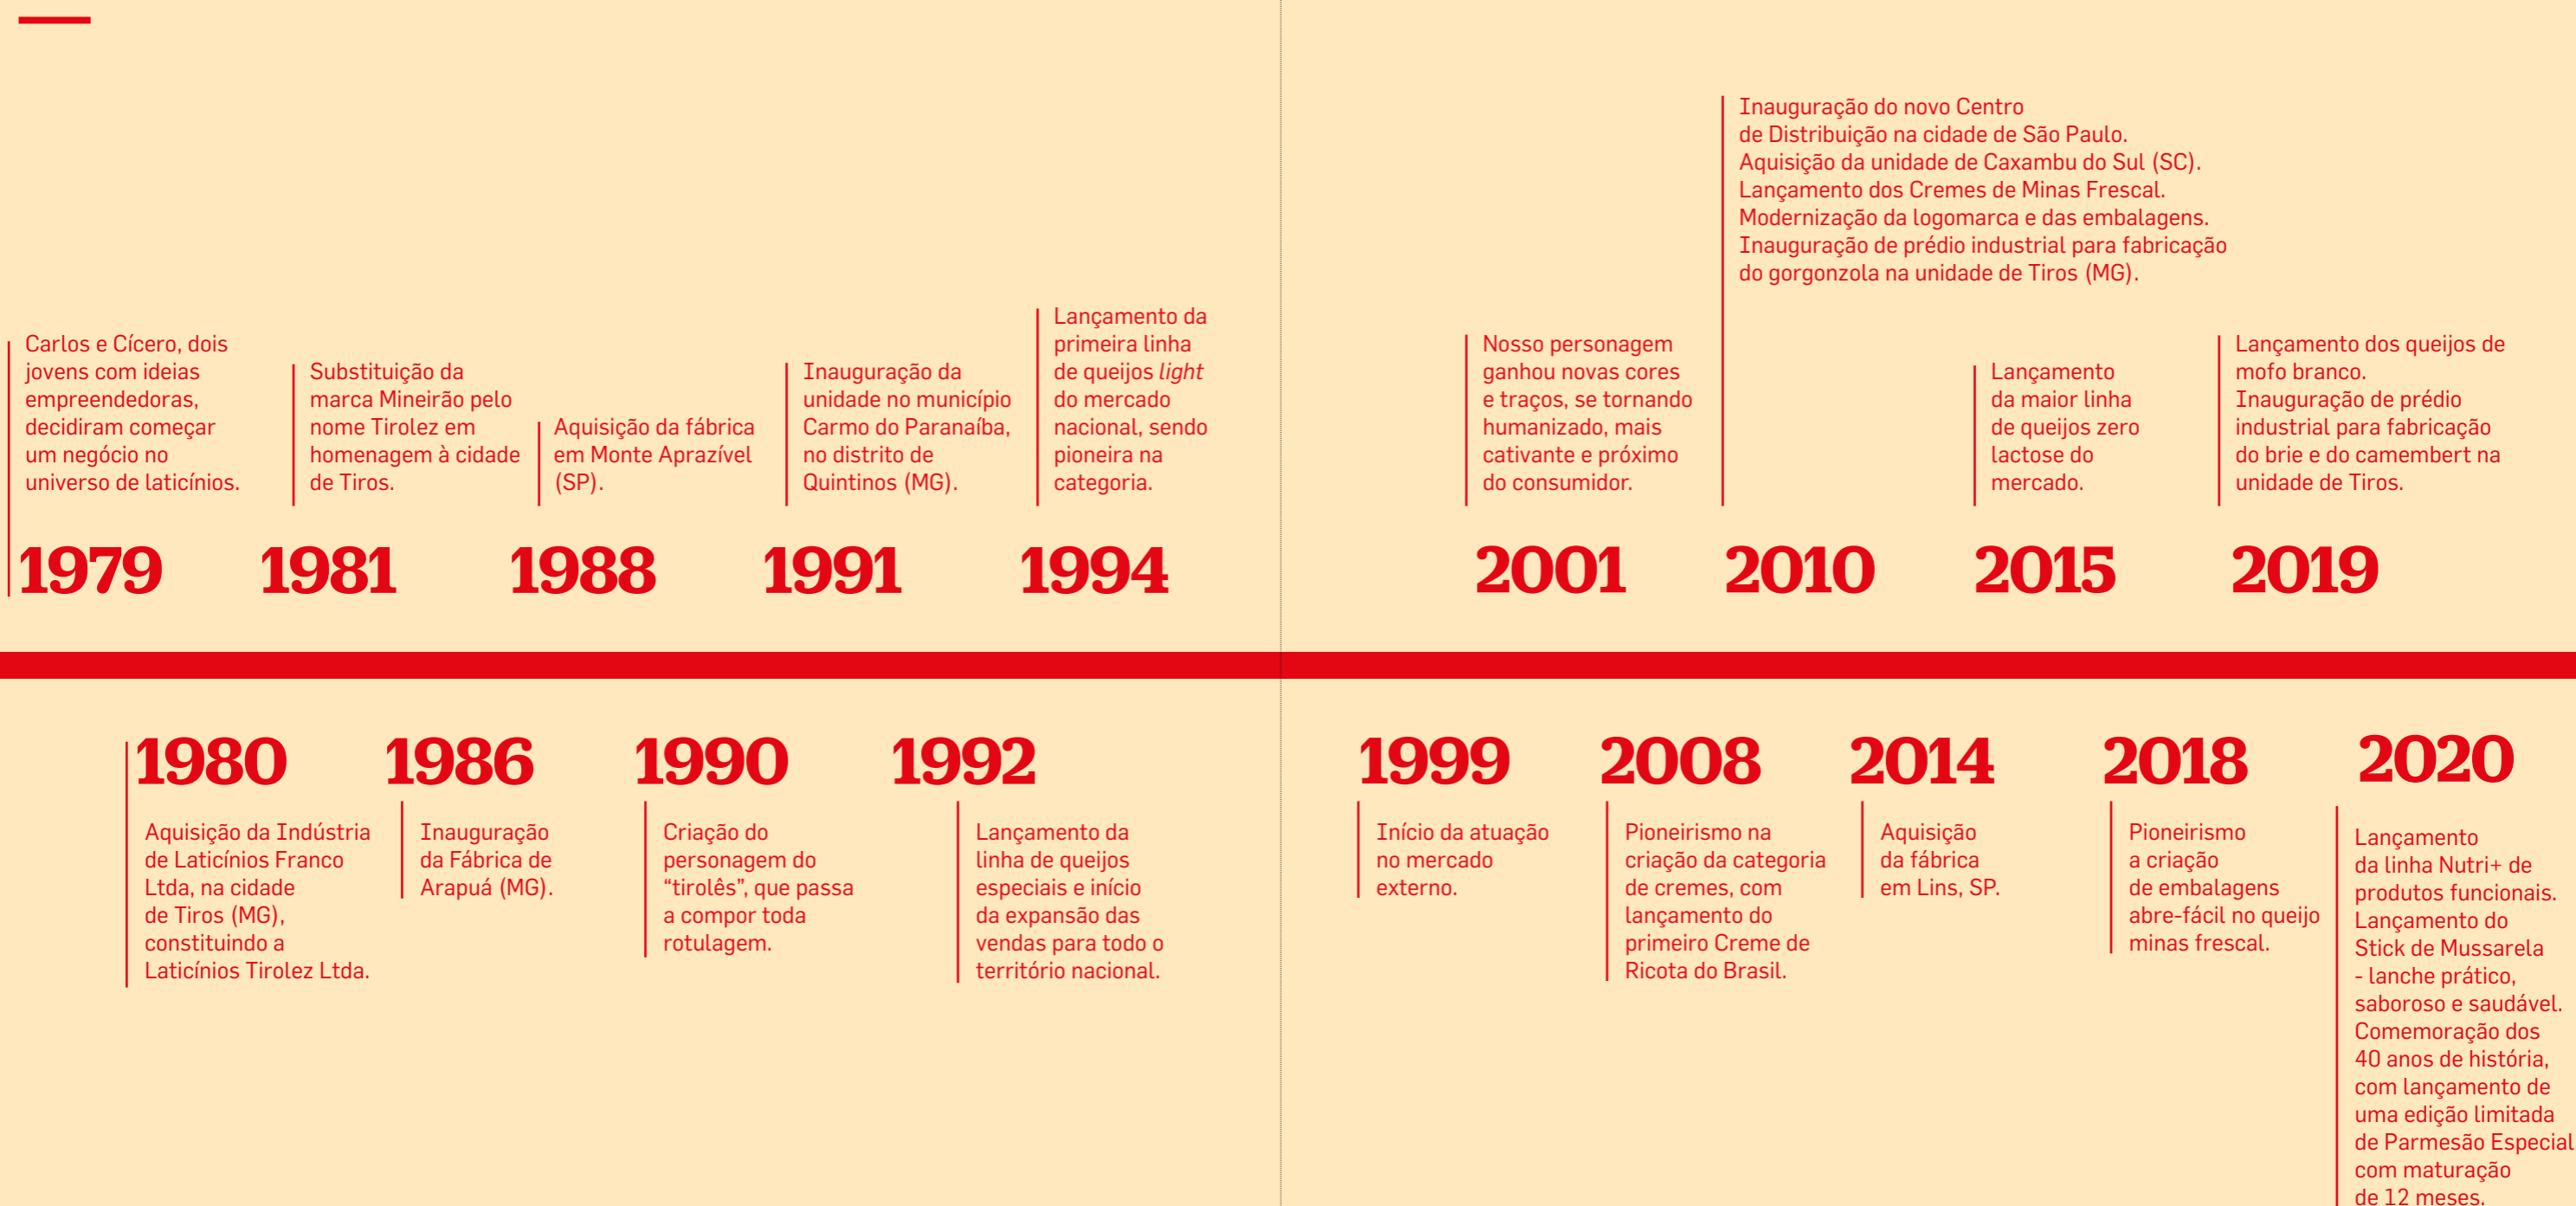 Carlos e Cícero, dois
jovens com ideias
empreendedoras,
decidiram começar
um negócio no
universo de laticínios.
1979
Substituição da
marca Mineirão pelo
nome Tirolez em
homenagem à cidade
de Tiros.
1981
Aquisição da fábrica
em Monte Aprazível
(SP).
1988
Inauguração da
unidade no município
Carmo do Paranaíba,
no distrito de
Quintinos (MG).
1991
Lançamento da
primeira linha
de queijos light
do mercado
nacional, sendo
pioneira na
categoria.
1994
Nosso personagem
ganhou novas cores
e traços, se tornando
humanizado, mais
cativante e próximo
do consumidor.
2001
Inauguração do novo Centro
de Distribuição na cidade de São Paulo.
Aquisição da unidade de Caxambu do Sul (SC).
Lançamento dos Cremes de Minas Frescal.
Modernização da logomarca e das embalagens.
Inauguração de prédio industrial para fabricação
do gorgonzola na unidade de Tiros (MG).
2010
Lançamento
da maior linha
de queijos zero
lactose do
mercado.
2015
Lançamento dos queijos de
mofo branco.
Inauguração de prédio
industrial para fabricação
do brie e do camembert na
unidade de Tiros.
2019
1980
Aquisição da Indústria
de Laticínios Franco
Ltda, na cidade
de Tiros (MG),
constituindo a
Laticínios Tirolez Ltda.
1986
Inauguração
da Fábrica de
Arapuá (MG).
1990
Criação do
personagem do
“tirolês”, que passa
a compor toda
rotulagem.
1992
Lançamento da
linha de queijos
especiais e início
da expansão das
vendas para todo o
território nacional.
1999
Início da atuação
no mercado
externo.
2008
Pioneirismo na
criação da categoria
de cremes, com
lançamento do
primeiro Creme de
Ricota do Brasil.
2014
Aquisição
da fábrica
em Lins, SP.
2018
Pioneirismo
a criação
de embalagens
abre-fácil no queijo
minas frescal.
2020
Lançamento
da linha Nutri+ de
produtos funcionais.
Lançamento do
Stick de Mussarela
- lanche prático,
saboroso e saudável.
Comemoração dos
40 anos de história,
com lançamento de
uma edição limitada
de Parmesão Especial
com maturação
de 12 meses.